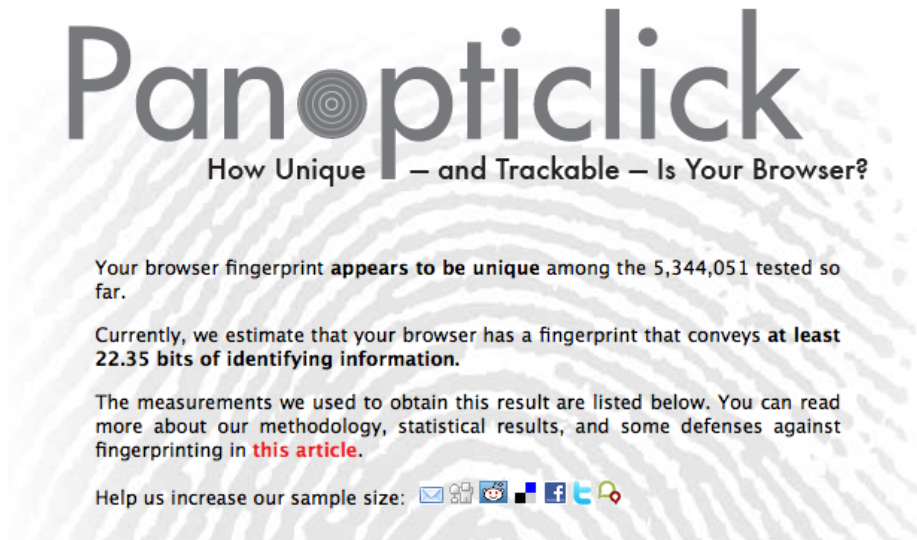 Panopticlick
How Unique – and Trackable – Is Your Browser?
Your browser fingerprint appears to be unique among the 5,344,051 tested so
far.
Currently, we estimate that your browser has a fingerprint that conveys at least
22.35 bits of identifying information.
The measurements we used to obtain this result are listed below. You can read
more about our methodology, statistical results, and some defenses against
fingerprinting in this article.
Help us increase our sample size: